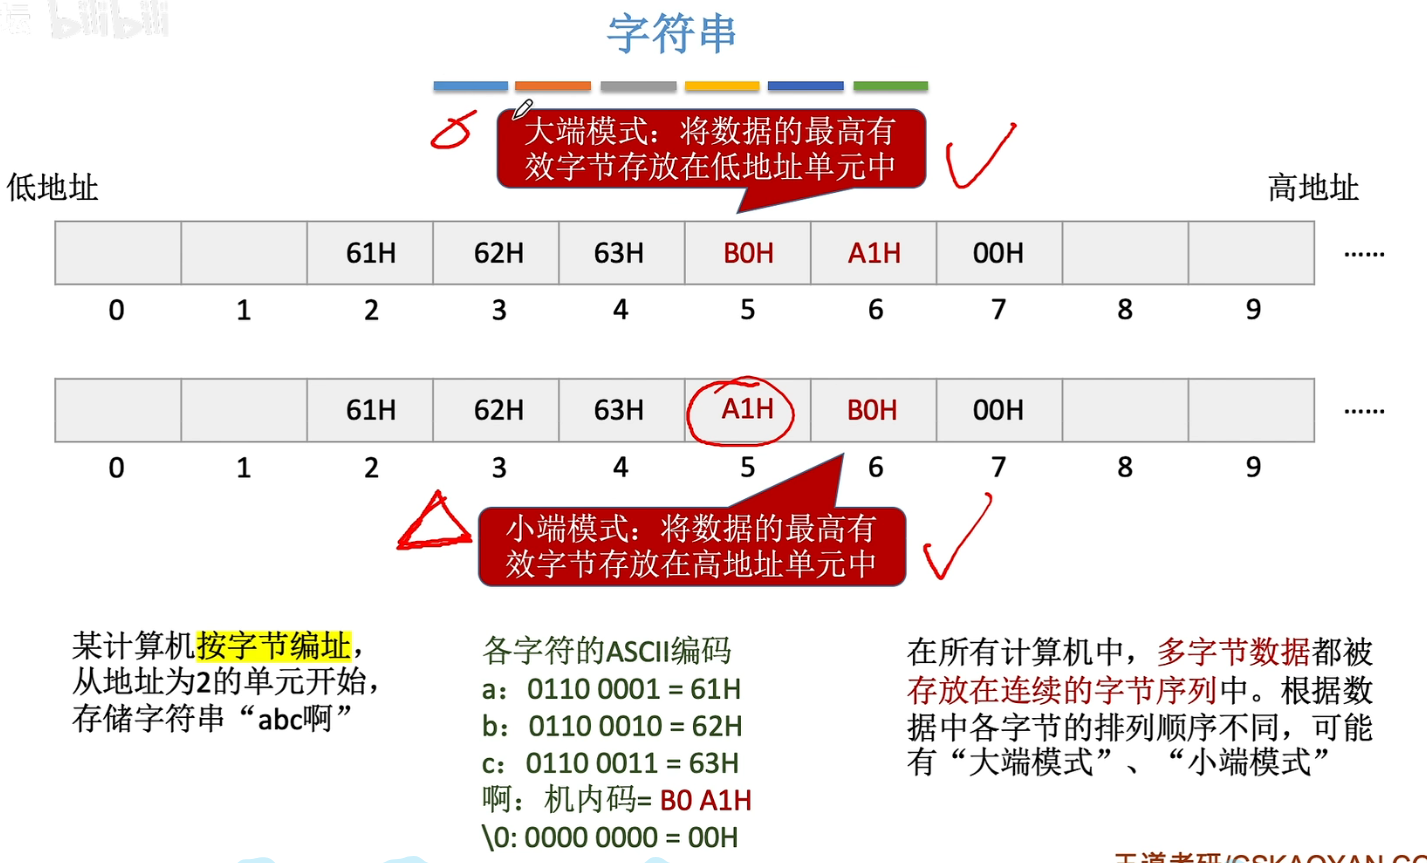 bilibili
字符串
大端模式：将数据的最高有
效字节存放在低地址单元中
低地址
高地址
61H 62H 63H B0H A1H 00H ……
0 1 2 3 4 5 6 7 8 9
61H 62H 63H A1H B0H 00H ……
0 1 2 3 4 5 6 7 8 9
小端模式：将数据的最高有
效字节存放在高地址单元中
某计算机按字节编址，
从地址为2的单元开始，
存储字符串“abc啊”
各字符的ASCII编码
a：0110 0001 = 61H
b：0110 0010 = 62H
c：0110 0011 = 63H
啊：机内码= B0 A1H
\0: 0000 0000 = 00H
在所有计算机中，多字节数据都被
存放在连续的字节序列中。根据数
据中各字节的排列顺序不同，可能
有“大端模式”、“小端模式”